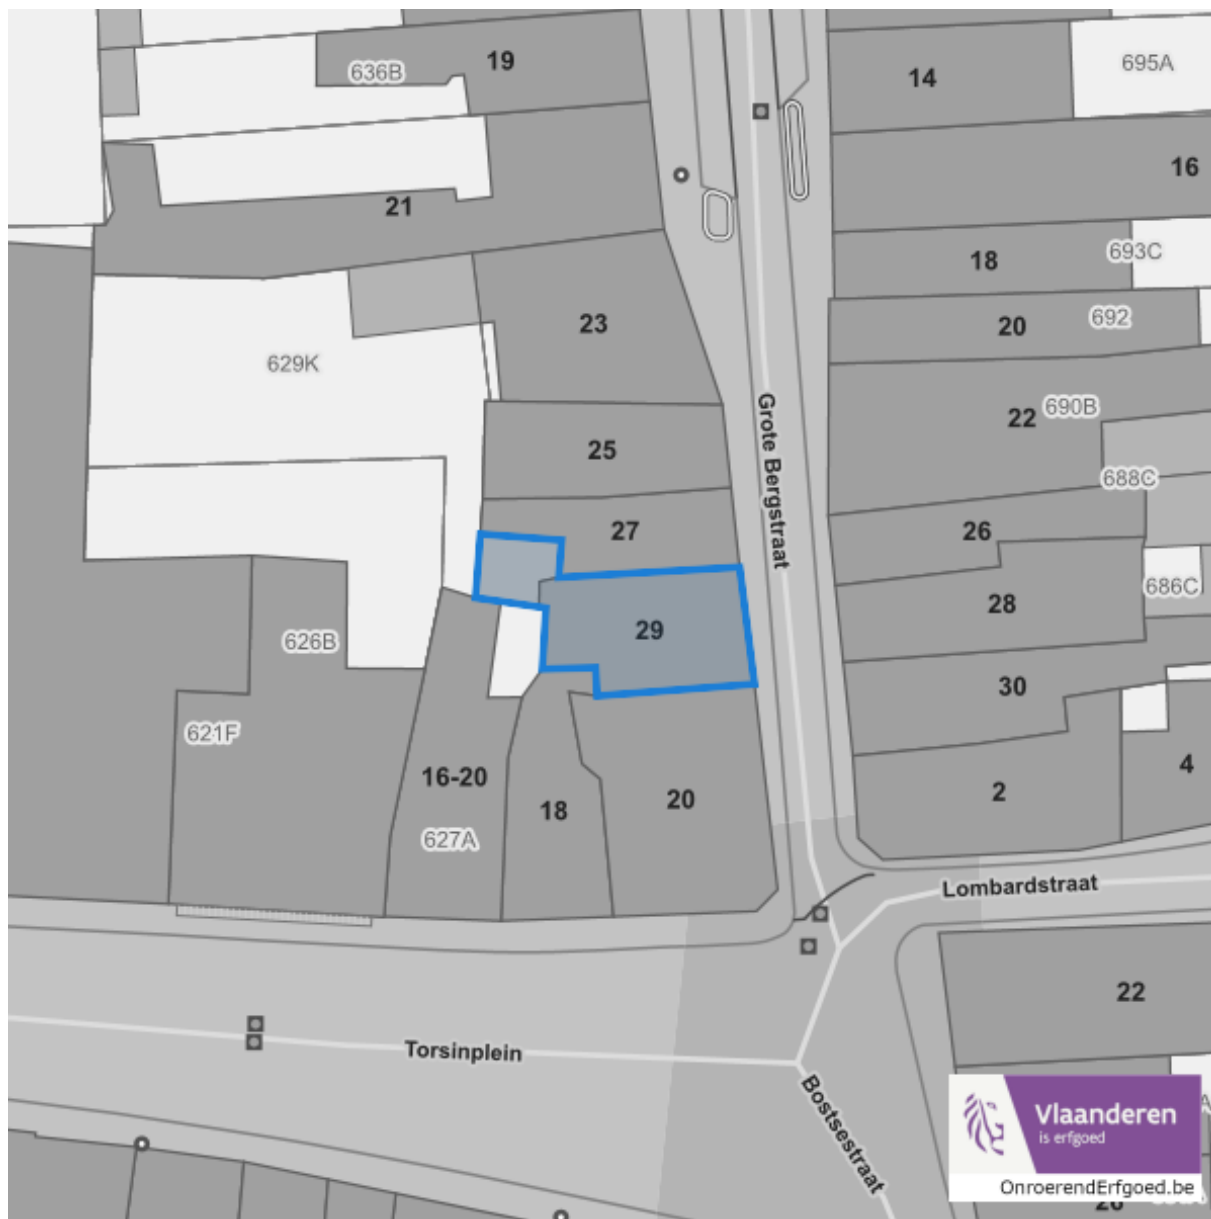 19
636B
14
695A
16
21
18
693C
23
20
692
629K
Grote Bergstraat
22
690B
25
688C
27
26
29
28
686C
626B
30
621F
16-20
18
20
2
4
627A
Lombardstraat
22
Torsinplein
Bostsestraat
Vlaanderen
is erfgoed
OnroerendErfgoed.be